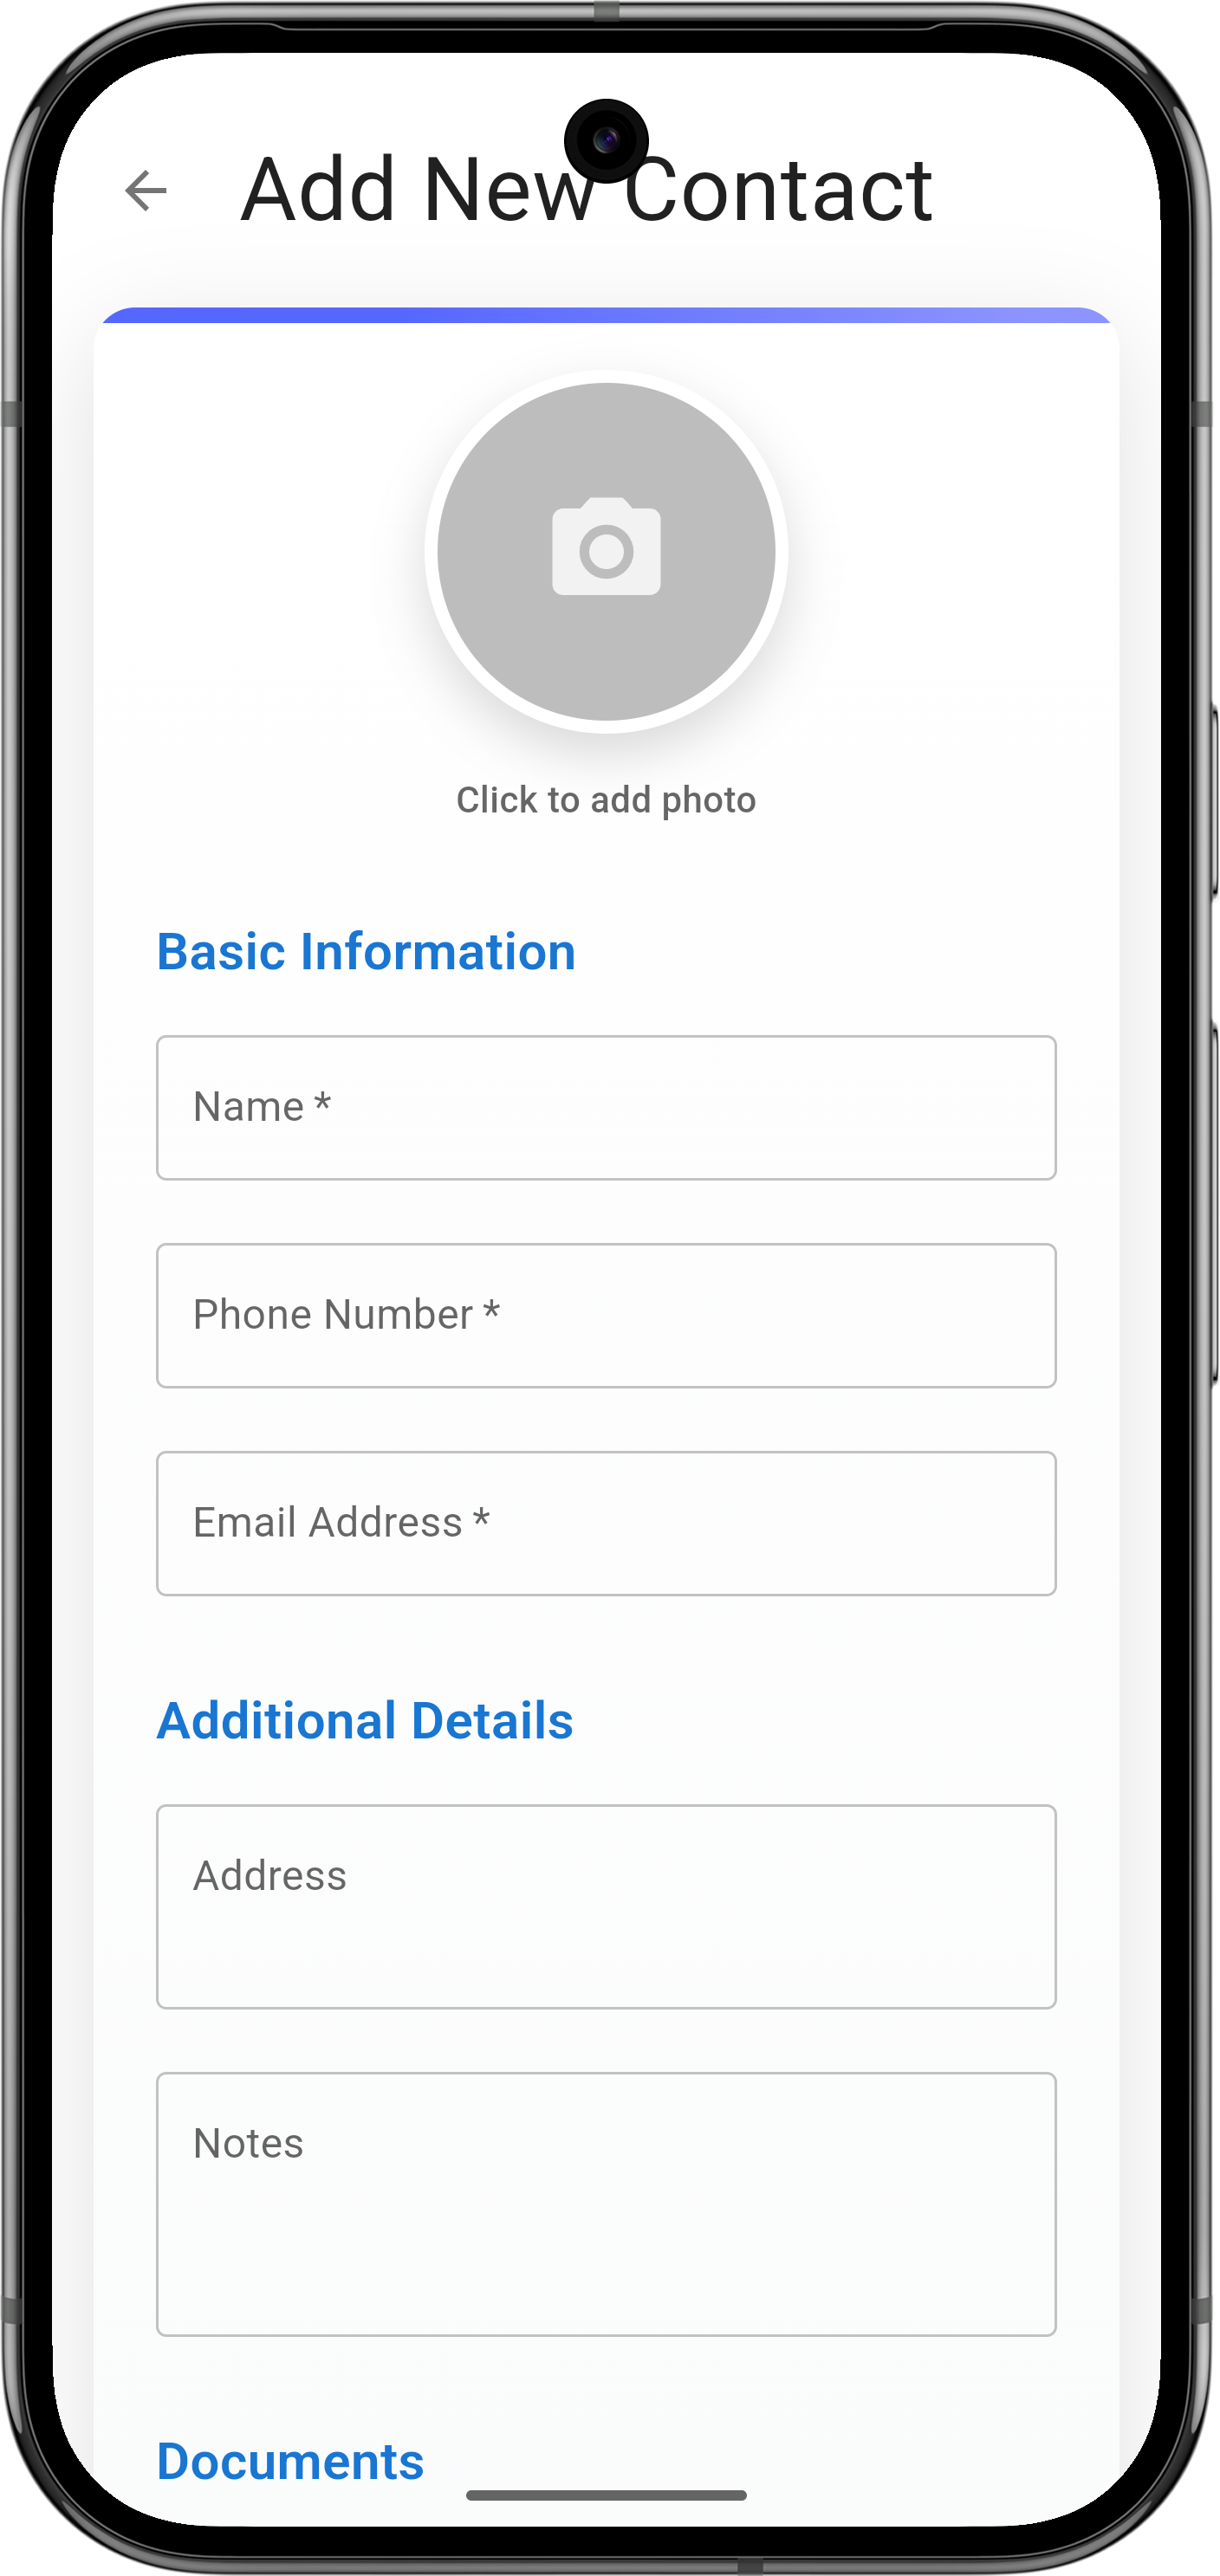 Add New Contact
Click to add photo
Basic Information
Name *
Phone Number *
Email Address *
Additional Details
Address
Notes
Documents